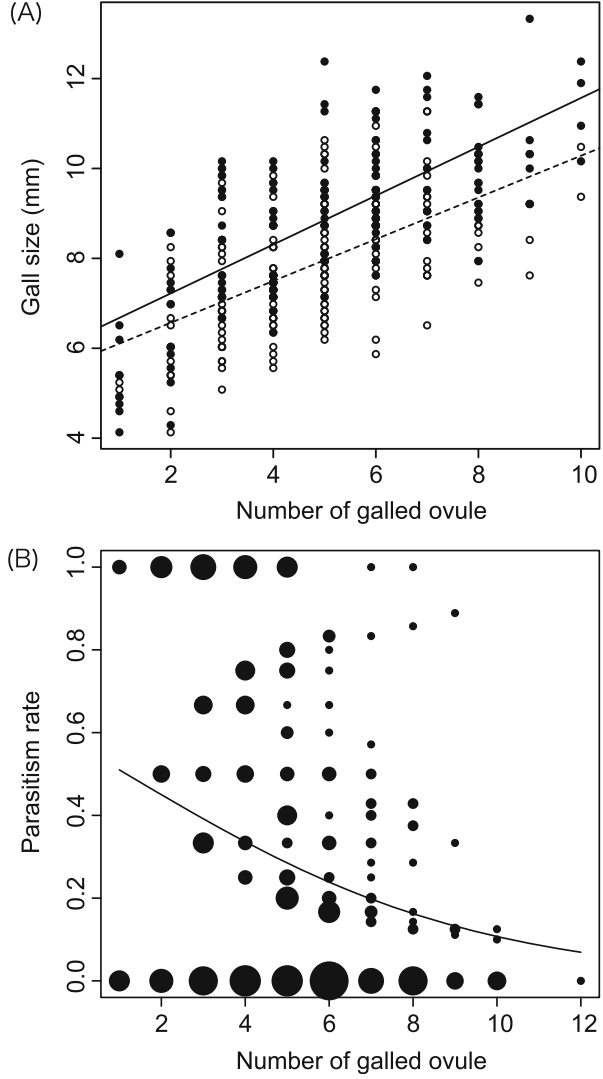 (A)
12
10
8
6
4
Gall size (mm)
2 4 6 8 10
Number of galled ovule
(B)
1.0
0.8
0.6
0.4
0.2
0.0
Parasitism rate
2 4 6 8 10 12
Number of galled ovule